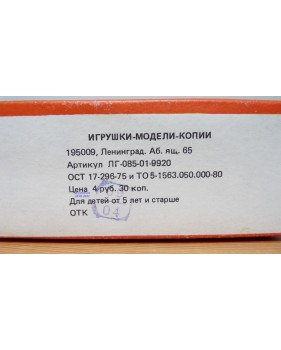 ИГРУШКИ-МОДЕЛИ-КОПИИ
195009, Ленинград. Аб. ящ. 65
Артикул ЛГ-085-01-9920
ОСТ 17-296-75 и ТО 5-1563.050.000-80
Цена 4 руб. 30 коп.
Для детей от 5 лет и старше
ОТК
04